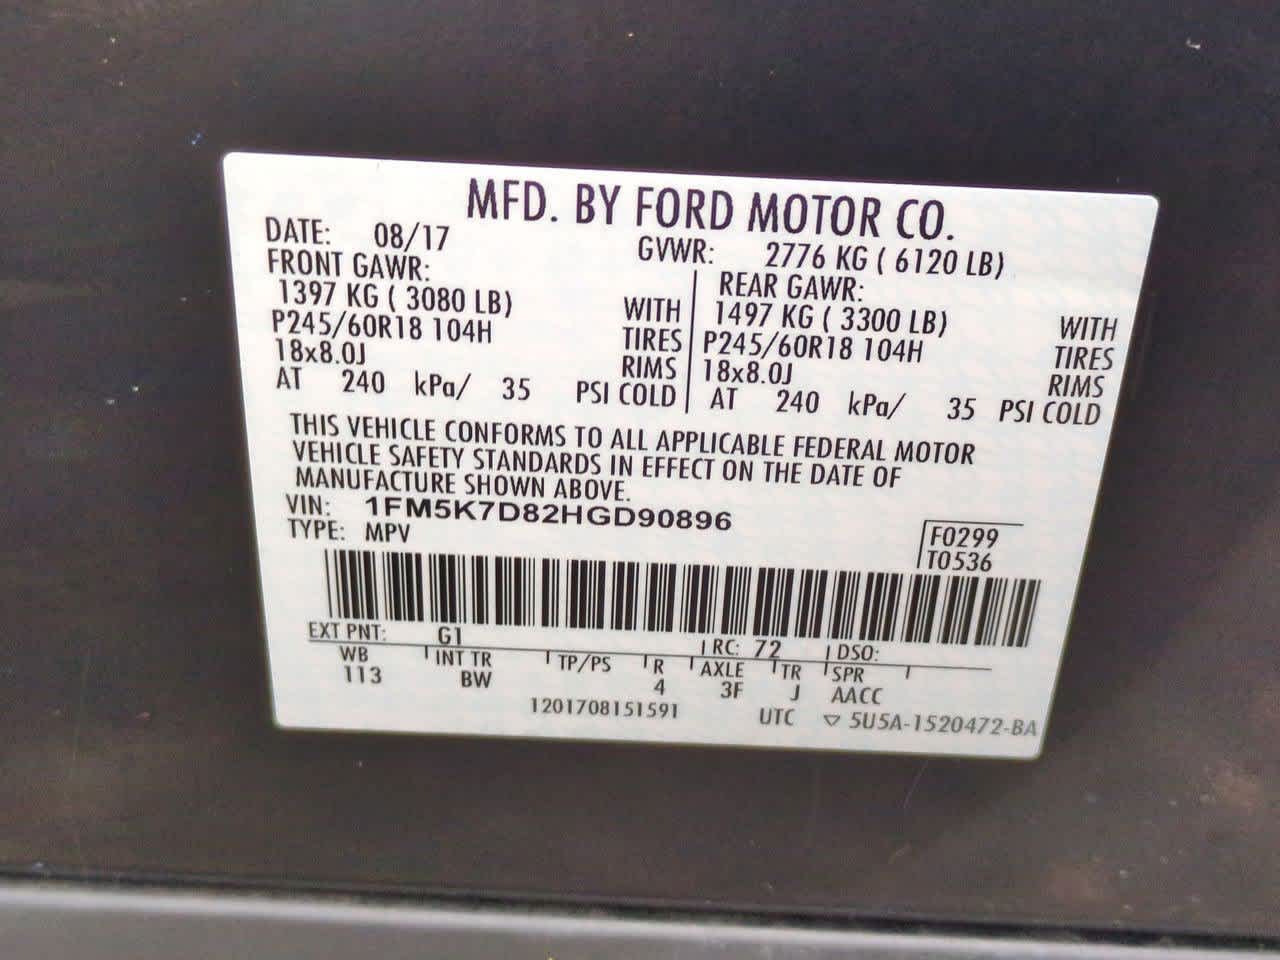 MFD. BY FORD MOTOR CO.
DATE: 08/17 GVWR: 2776 KG ( 6120 LB)
FRONT GAWR: REAR GAWR:
1397 KG ( 3080 LB) WITH 1497 KG ( 3300 LB) WITH
P245/60R18 104H TIRES P245/60R18 104H TIRES
18x8.0J RIMS 18x8.0J RIMS
AT 240 kPa/ 35 PSI COLD AT 240 kPa/ 35 PSI COLD
THIS VEHICLE CONFORMS TO ALL APPLICABLE FEDERAL MOTOR
VEHICLE SAFETY STANDARDS IN EFFECT ON THE DATE OF
MANUFACTURE SHOWN ABOVE.
VIN: 1FM5K7D82HGD90896
TYPE: MPV
F0299
T0536
EXT PNT: G1 RC: 72 DSO:
WB INT TR TP/PS R AXLE TR SPR
113 BW 4 3F J AACC
1201708151591 UTC ▽ 5U5A-1520472-BA